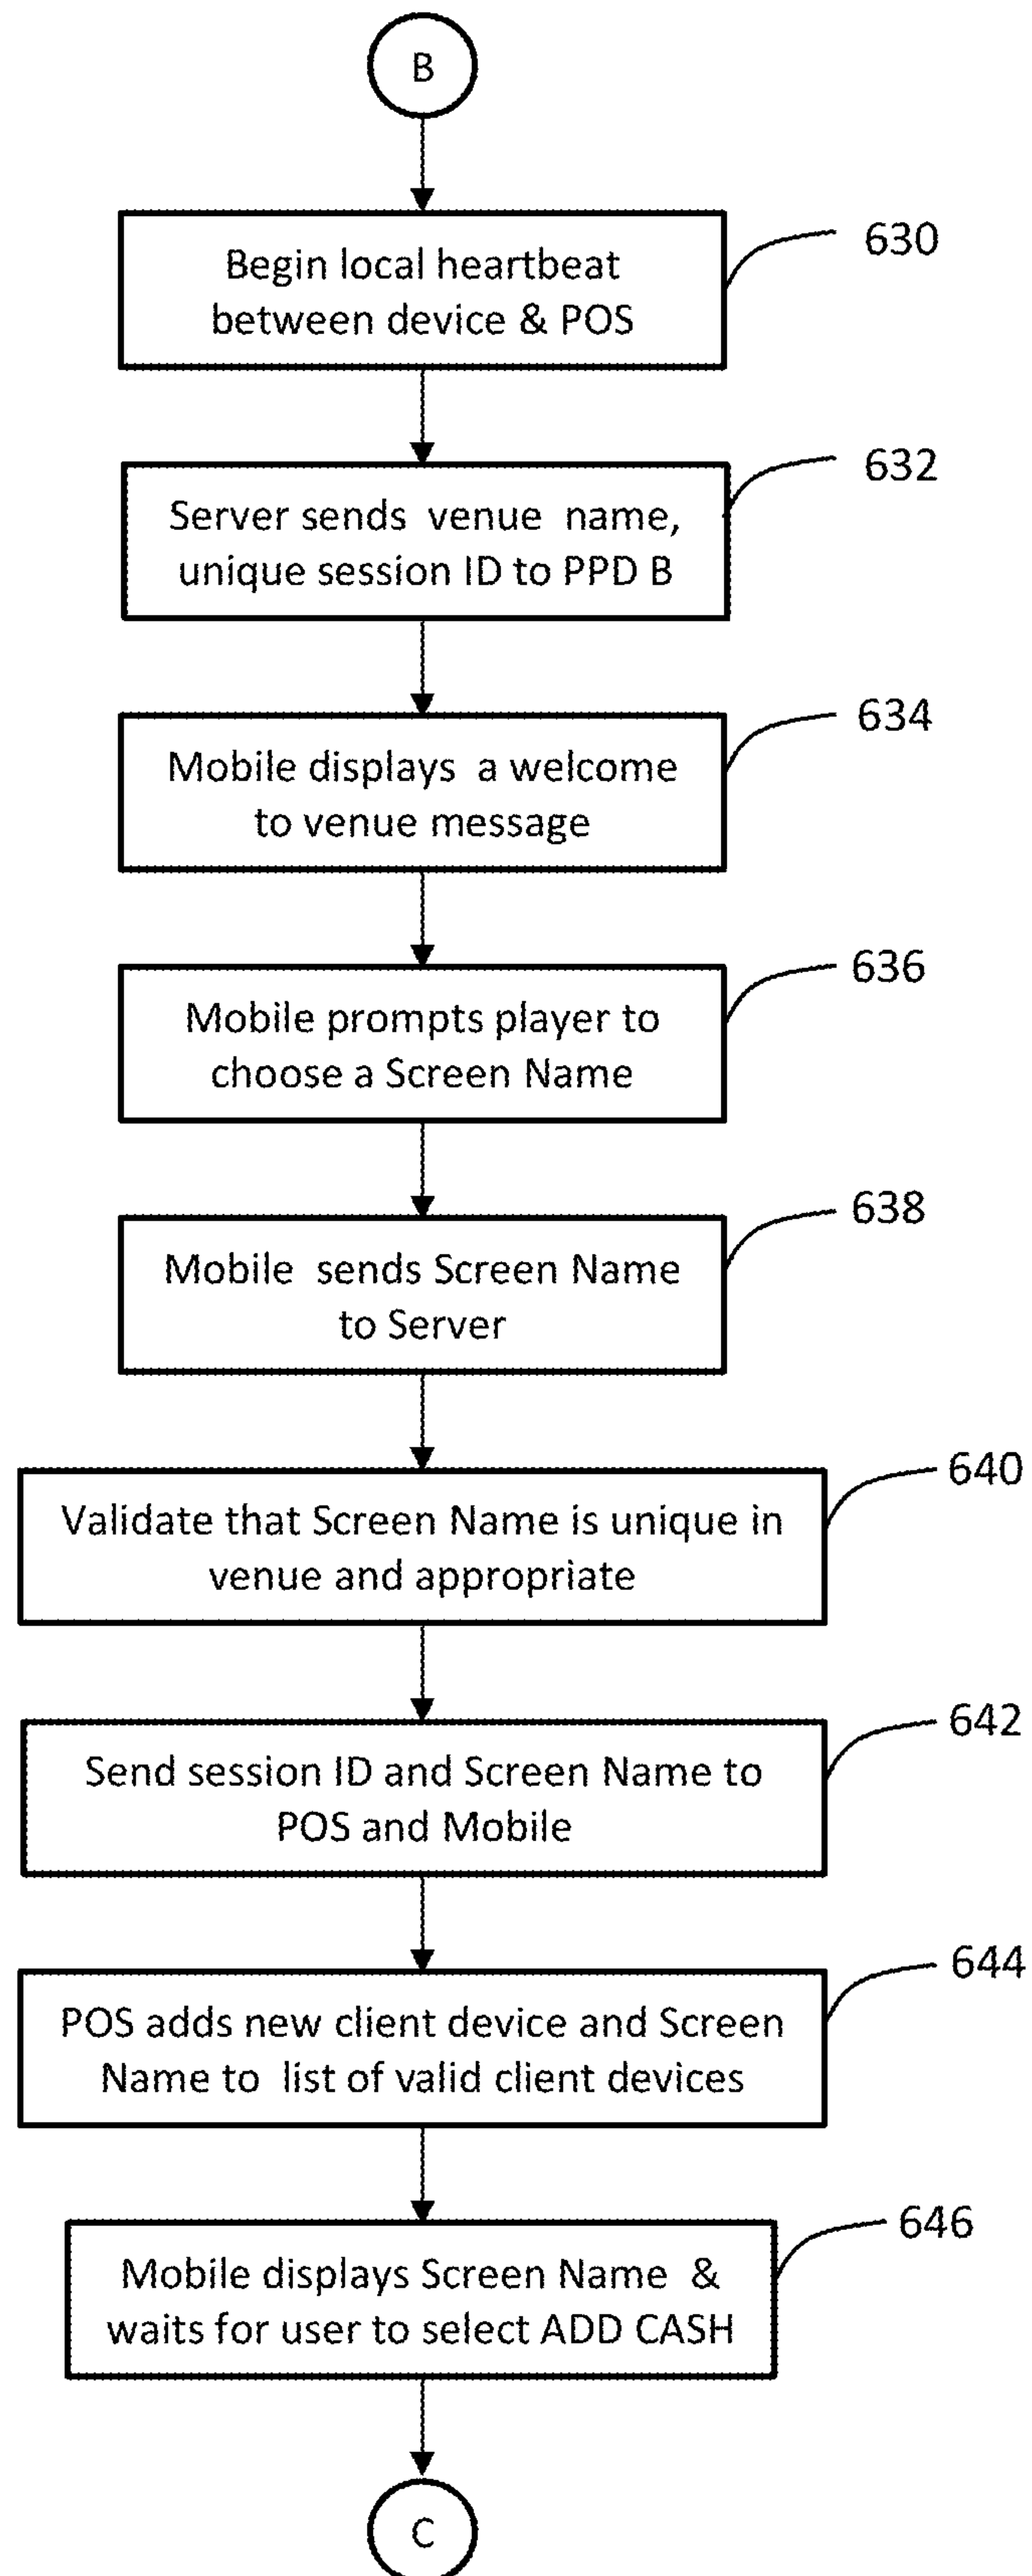 B
Begin local heartbeat
between device & POS
630
Server sends venue name,
unique session ID to PPD B
632
Mobile displays a welcome
to venue message
634
Mobile prompts player to
choose a Screen Name
636
Mobile sends Screen Name
to Server
638
Validate that Screen Name is unique in
venue and appropriate
640
Send session ID and Screen Name to
POS and Mobile
642
POS adds new client device and Screen
Name to list of valid client devices
644
Mobile displays Screen Name &
waits for user to select ADD CASH
646
C